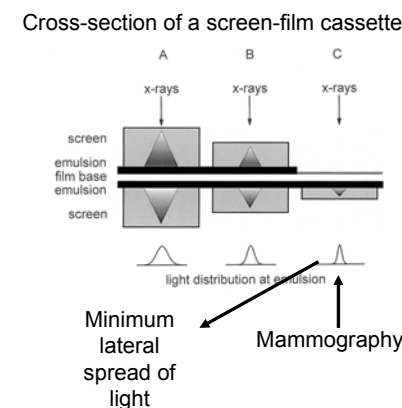 Cross-section of a screen-film cassette
A B C
x-rays x-rays x-rays
screen
emulsion
film base
emulsion
screen
light distribution at emulsion
Minimum
lateral
spread of
light
Mammography